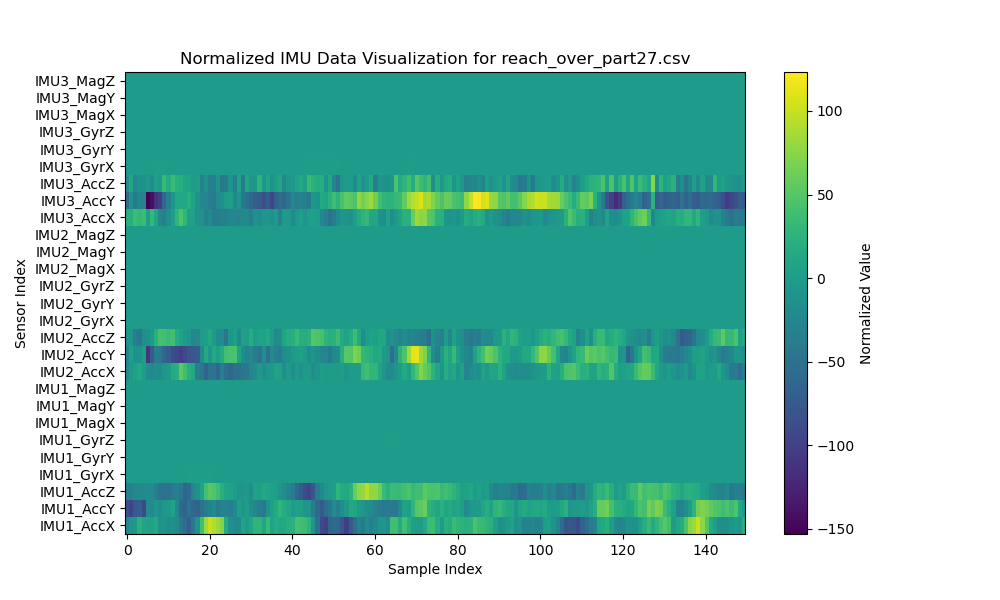 Normalized IMU Data Visualization for reach_over_part27.csv
IMU3_MagZ
IMU3_MagY
IMU3_MagX
IMU3_GyrZ
IMU3_GyrY
IMU3_GyrX
IMU3_AccZ
IMU3_AccY
IMU3_AccX
IMU2_MagZ
IMU2_MagY
IMU2_MagX
IMU2_GyrZ
IMU2_GyrY
IMU2_GyrX
IMU2_AccZ
IMU2_AccY
IMU2_AccX
IMU1_MagZ
IMU1_MagY
IMU1_MagX
IMU1_GyrZ
IMU1_GyrY
IMU1_GyrX
IMU1_AccZ
IMU1_AccY
IMU1_AccX
Sensor Index
0 20 40 60 80 100 120 140
Sample Index
100
50
0
−50
−100
−150
Normalized Value